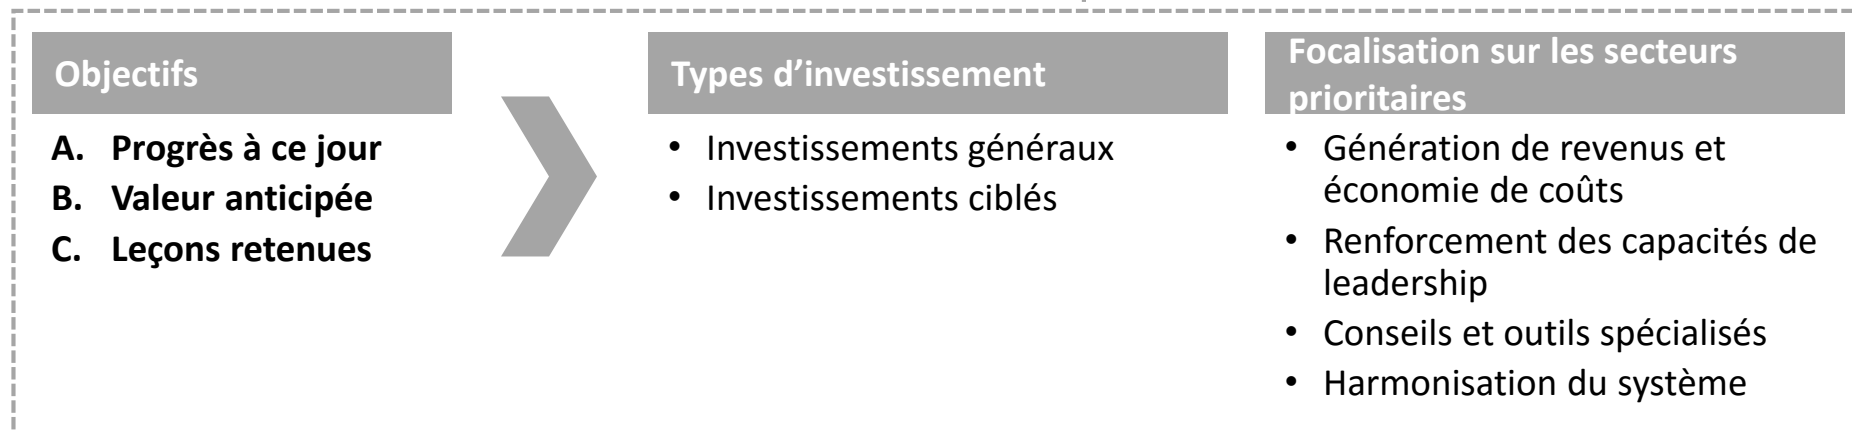 Objectifs
A. Progrès à ce jour
B. Valeur anticipée
C. Leçons retenues
Types d’investissement
• Investissements généraux
• Investissements ciblés
Focalisation sur les secteurs
prioritaires
• Génération de revenus et
économie de coûts
• Renforcement des capacités de
leadership
• Conseils et outils spécialisés
• Harmonisation du système